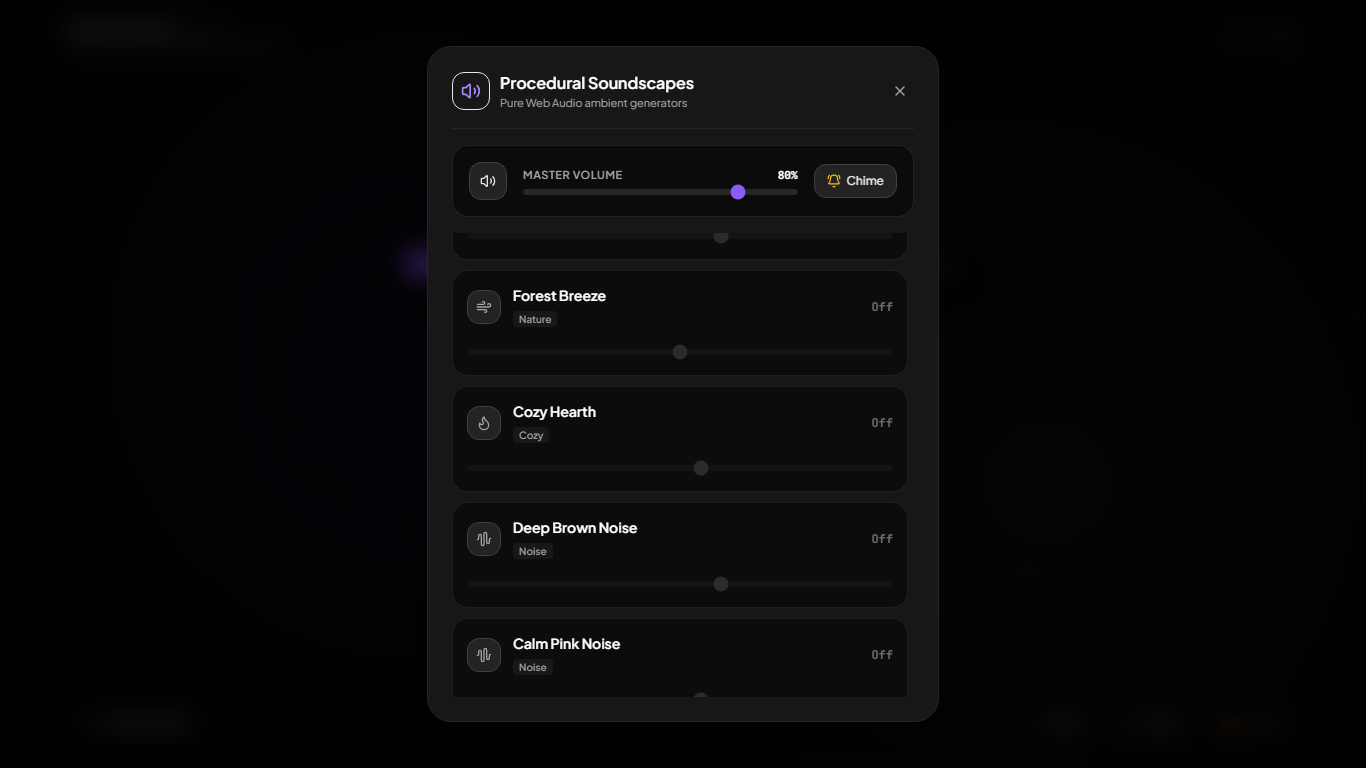 Procedural Soundscapes
Pure Web Audio ambient generators
MASTER VOLUME
80%
Chime
Forest Breeze
Nature
Off
Cozy Hearth
Cozy
Off
Deep Brown Noise
Noise
Off
Calm Pink Noise
Noise
Off